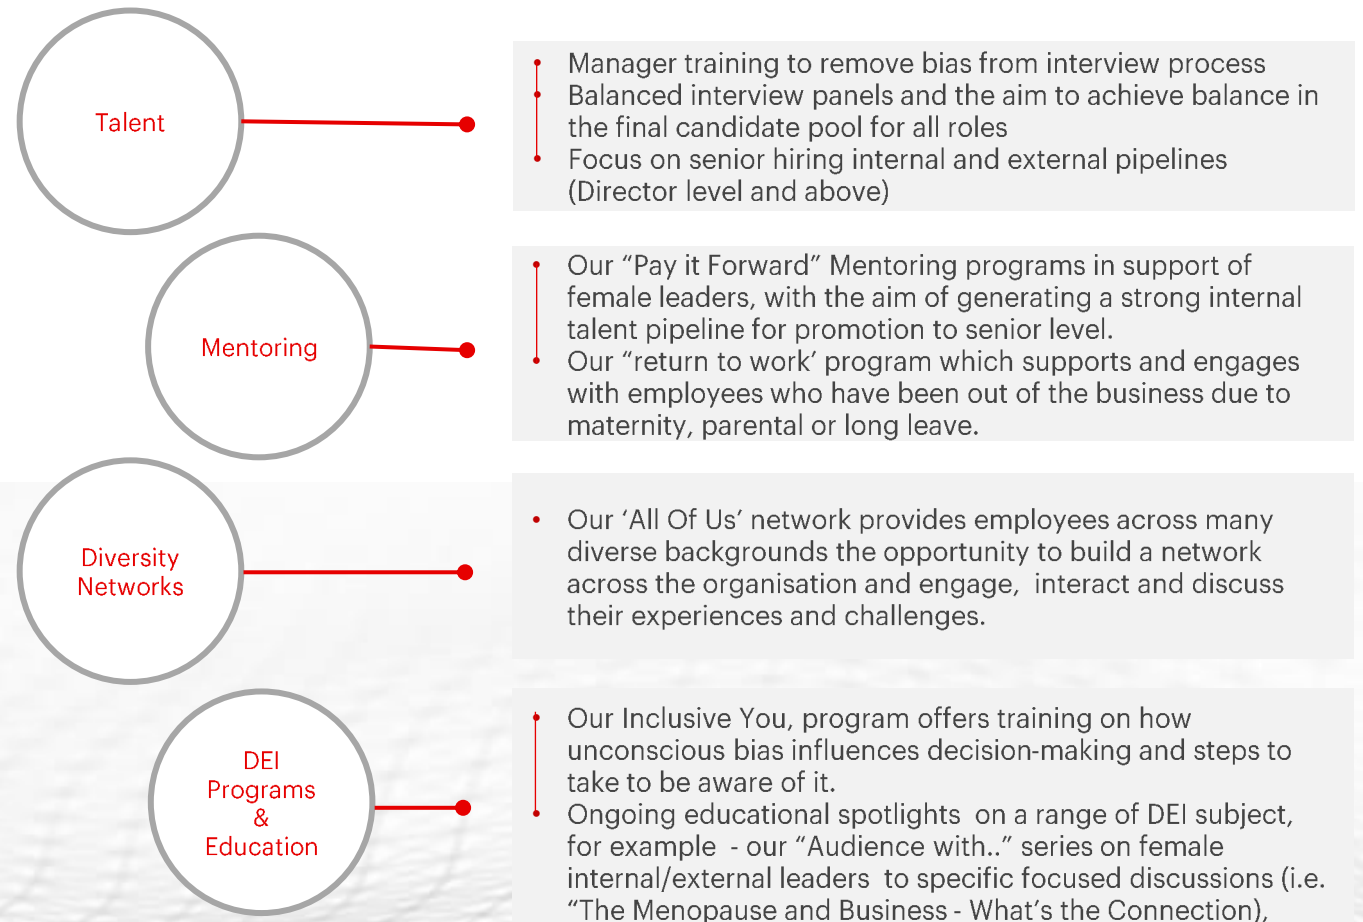 Talent
• Manager training to remove bias from interview process
• Balanced interview panels and the aim to achieve balance in
the final candidate pool for all roles
• Focus on senior hiring internal and external pipelines
(Director level and above)
Mentoring
• Our “Pay it Forward” Mentoring programs in support of
female leaders, with the aim of generating a strong internal
talent pipeline for promotion to senior level.
• Our “return to work’ program which supports and engages
with employees who have been out of the business due to
maternity, parental or long leave.
Diversity
Networks
• Our ‘All Of Us’ network provides employees across many
diverse backgrounds the opportunity to build a network
across the organisation and engage,  interact and discuss
their experiences and challenges.
DEI
Programs
&
Education
• Our Inclusive You, program offers training on how
unconscious bias influences decision-making and steps to
take to be aware of it.
• Ongoing educational spotlights  on a range of DEI subject,
for example  - our “Audience with..” series on female
internal/external leaders  to specific focused discussions (i.e.
“The Menopause and Business - What’s the Connection),